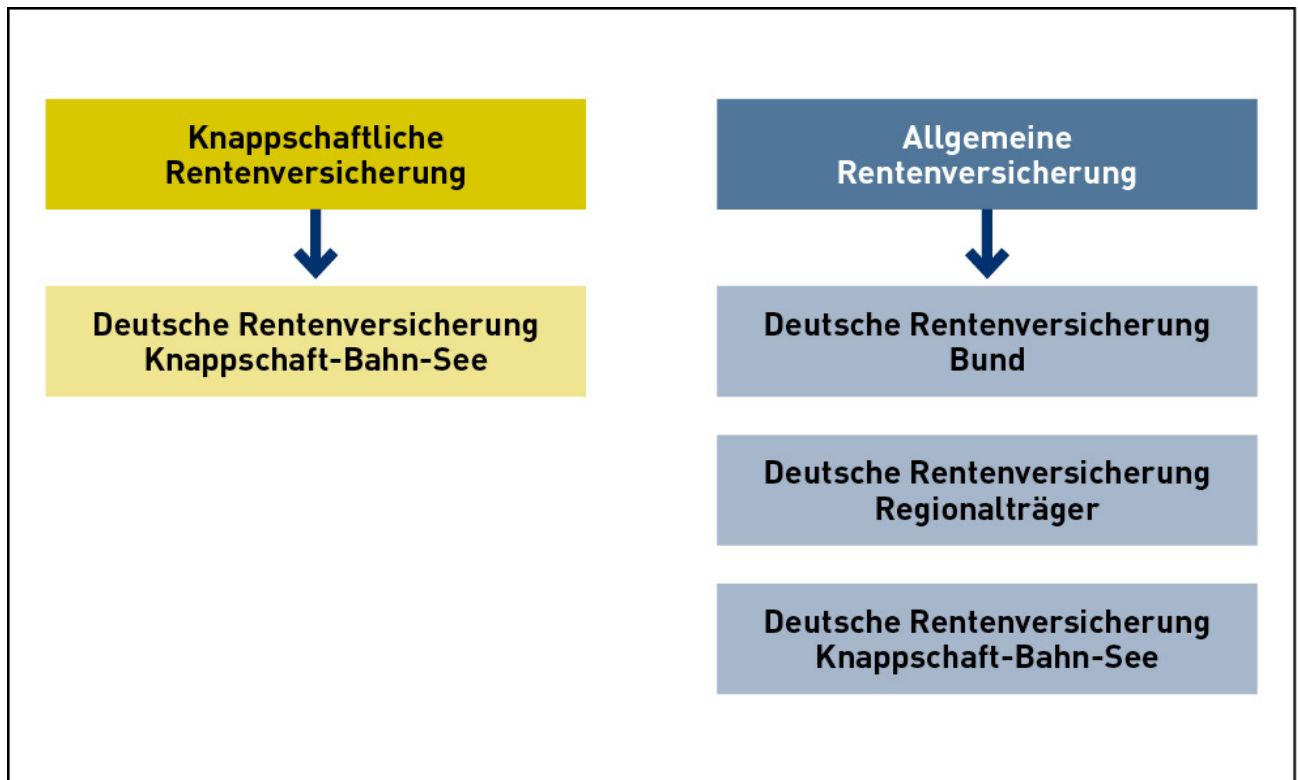 Knappschaftliche
Rentenversicherung
Deutsche Rentenversicherung
Knappschaft-Bahn-See
Allgemeine
Rentenversicherung
Deutsche Rentenversicherung
Bund
Deutsche Rentenversicherung
Regionalträger
Deutsche Rentenversicherung
Knappschaft-Bahn-See